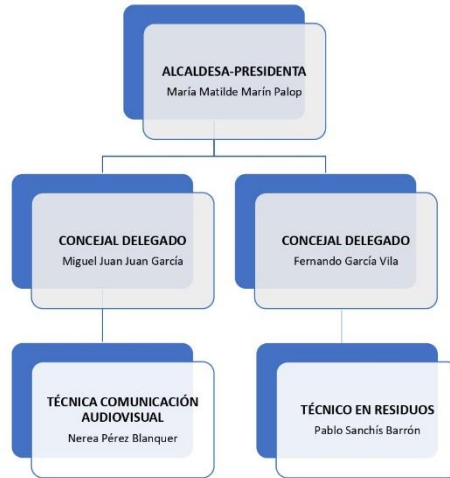 ALCALDESA-PRESIDENTA
María Matilde Marín Palop
CONCEJAL DELEGADO
Miguel Juan Juan García
CONCEJAL DELEGADO
Fernando García Vila
TÉCNICA COMUNICACIÓN
AUDIOVISUAL
Nerea Pérez Blanquer
TÉCNICO EN RESIDUOS
Pablo Sanchís Barrón